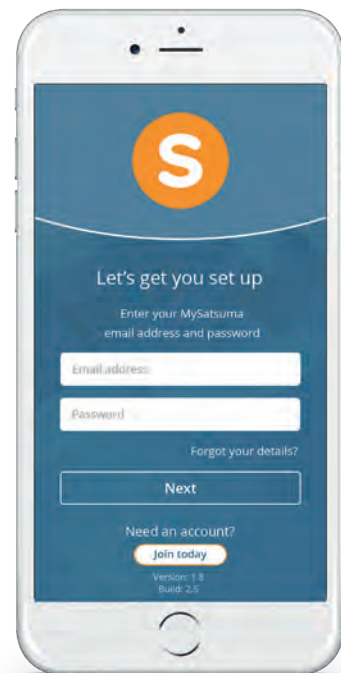 S
Let's get you set up
Enter your MySatsuma
email address and password
Email address
Password
Forgot your details?
Next
Need an account?
Join today
Version: 1.8
Build: 2.5